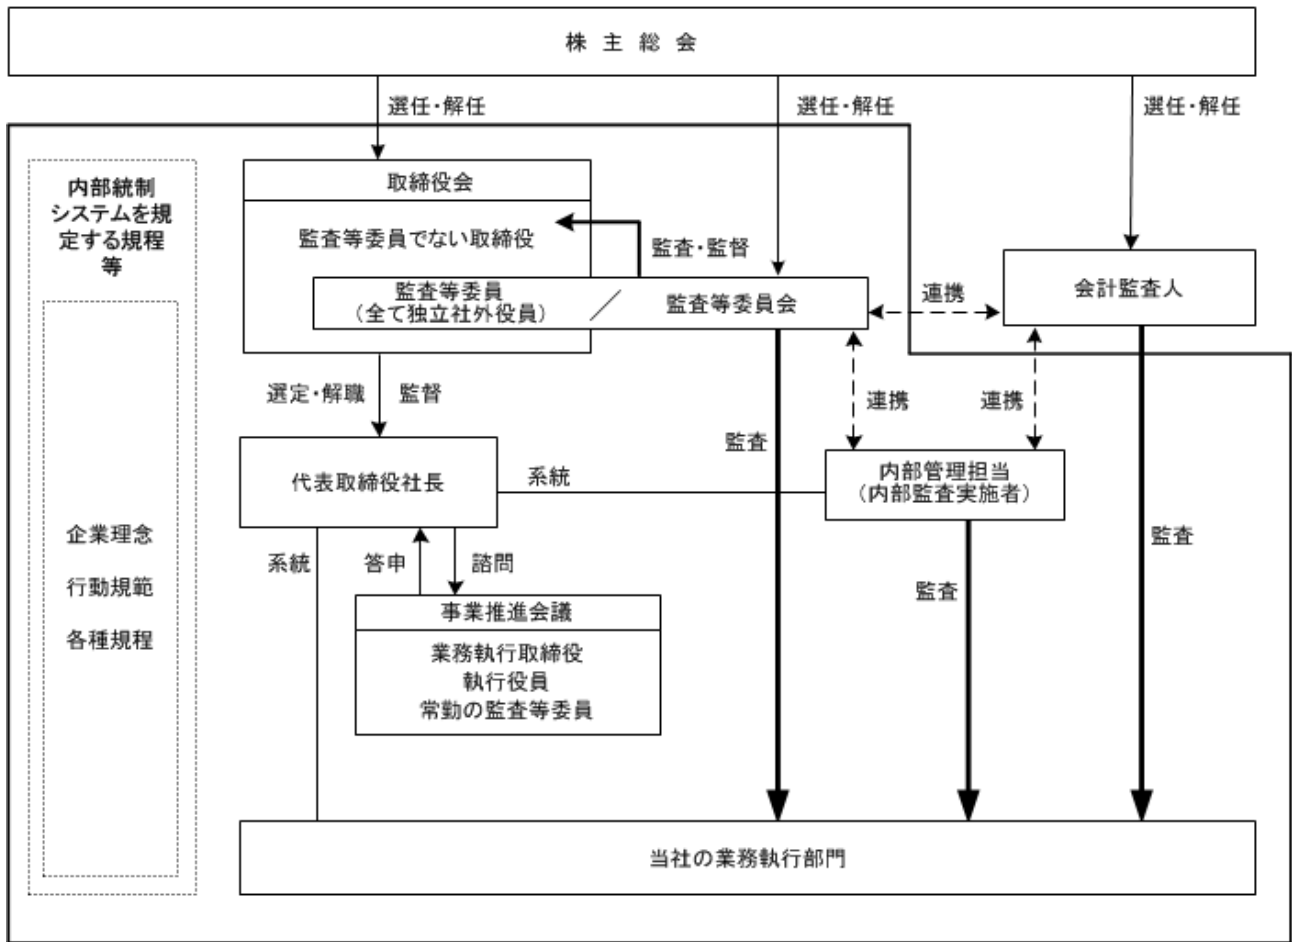 株 主 総 会
選任・解任
選任・解任
選任・解任
内部統制
システムを規
定する規程
等
企業理念
行動規範
各種規程
取締役会
監査等委員でない取締役
監査・監督
監査等委員
（全て独立社外役員）
／
監査等委員会
連携
会計監査人
選定・解職
監督
連携
連携
監査
代表取締役社長
系統
内部管理担当
（内部監査実施者）
系統
答申
諮問
監査
監査
事業推進会議
業務執行取締役
執行役員
常勤の監査等委員
当社の業務執行部門